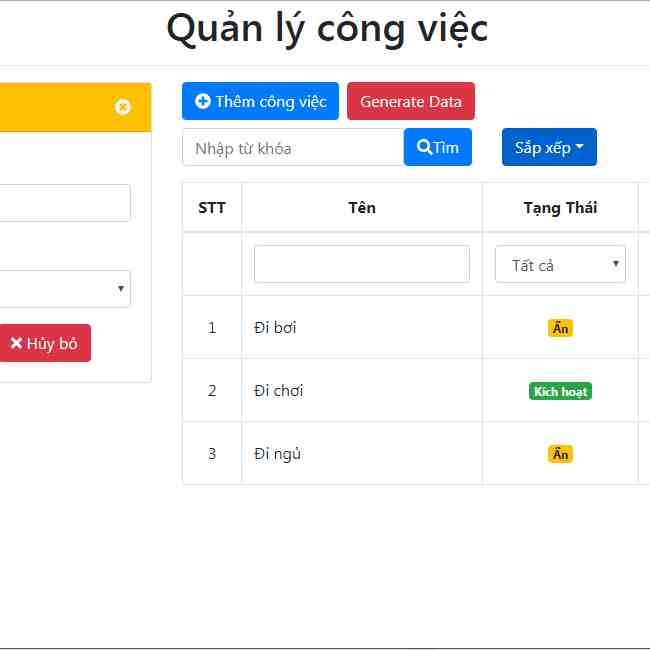 Quản lý công việc
Thêm công việc Generate Data
Nhập từ khóa Tìm Sắp xếp
STT Tên Tạng Thái
Tất cả
1 Đi bơi Ẩn
2 Đi chơi Kích hoạt
3 Đi ngủ Ẩn
Hủy bỏ